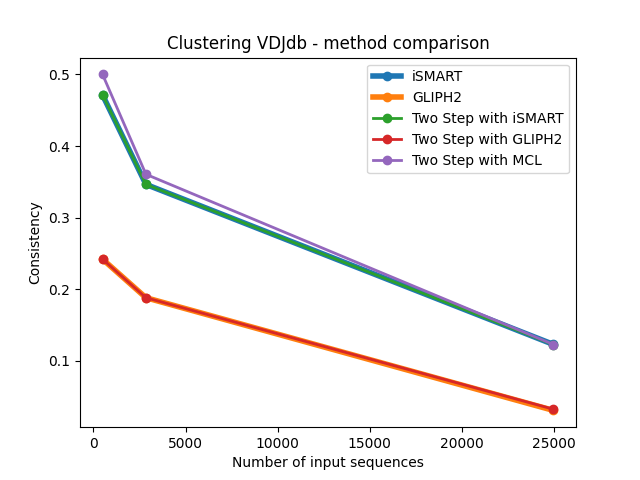 Clustering VDJdb - method comparison
iSMART
GLIPH2
Two Step with iSMART
Two Step with GLIPH2
Two Step with MCL
Consistency
0.5
0.4
0.3
0.2
0.1
0 5000 10000 15000 20000 25000
Number of input sequences